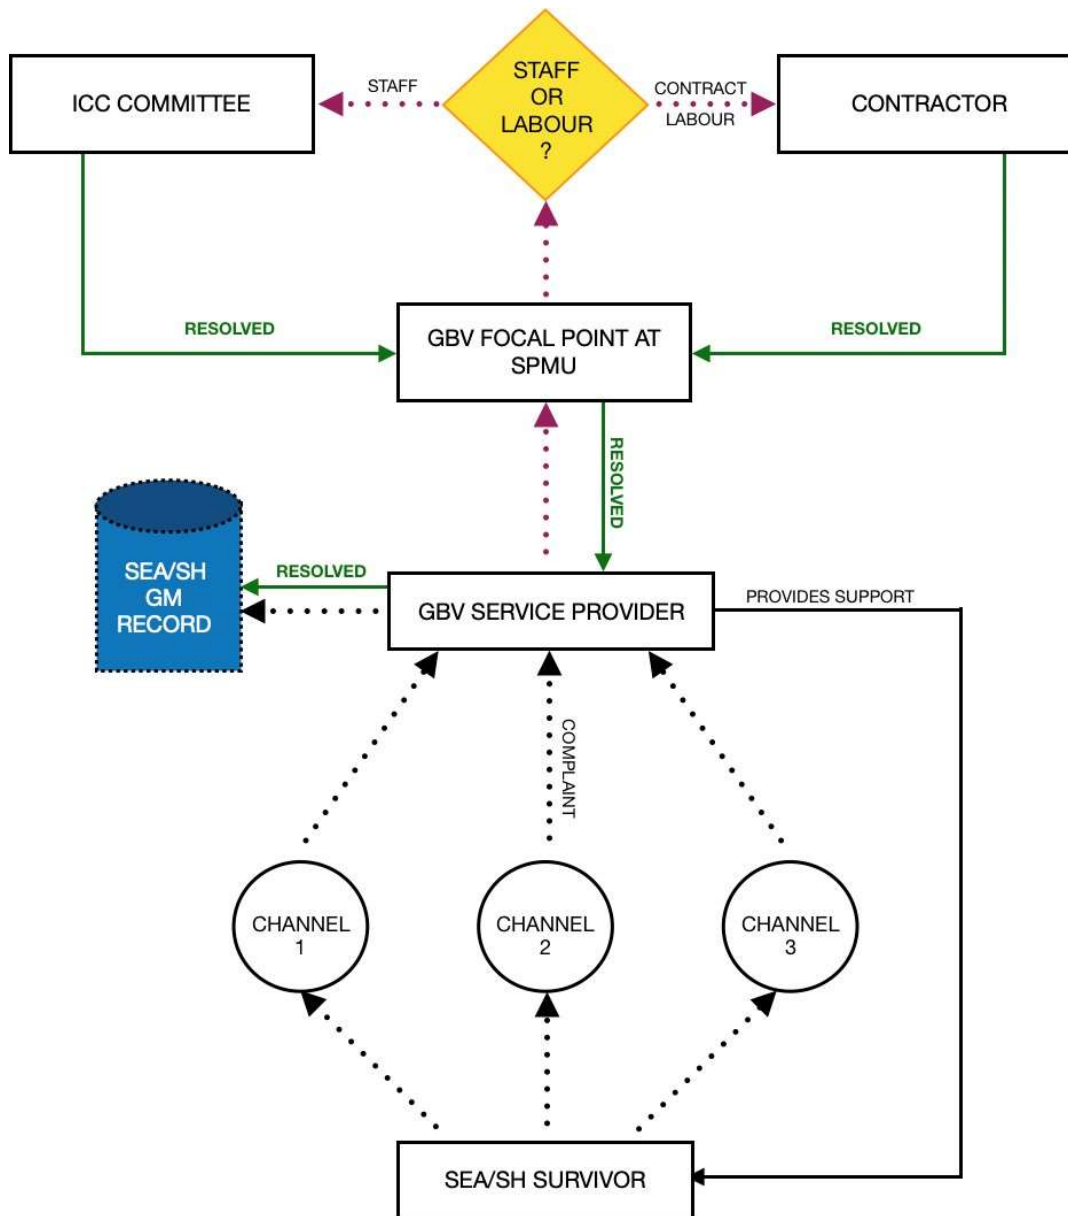 STAFF
OR
LABOUR
?
ICC COMMITTEE
STAFF
CONTRACT
LABOUR
CONTRACTOR
RESOLVED
GBV FOCAL POINT AT
SPMU
RESOLVED
RESOLVED
SEA/SH
GM
RECORD
RESOLVED
GBV SERVICE PROVIDER
PROVIDES SUPPORT
COMPLAINT
CHANNEL
1
CHANNEL
2
CHANNEL
3
SEA/SH SURVIVOR